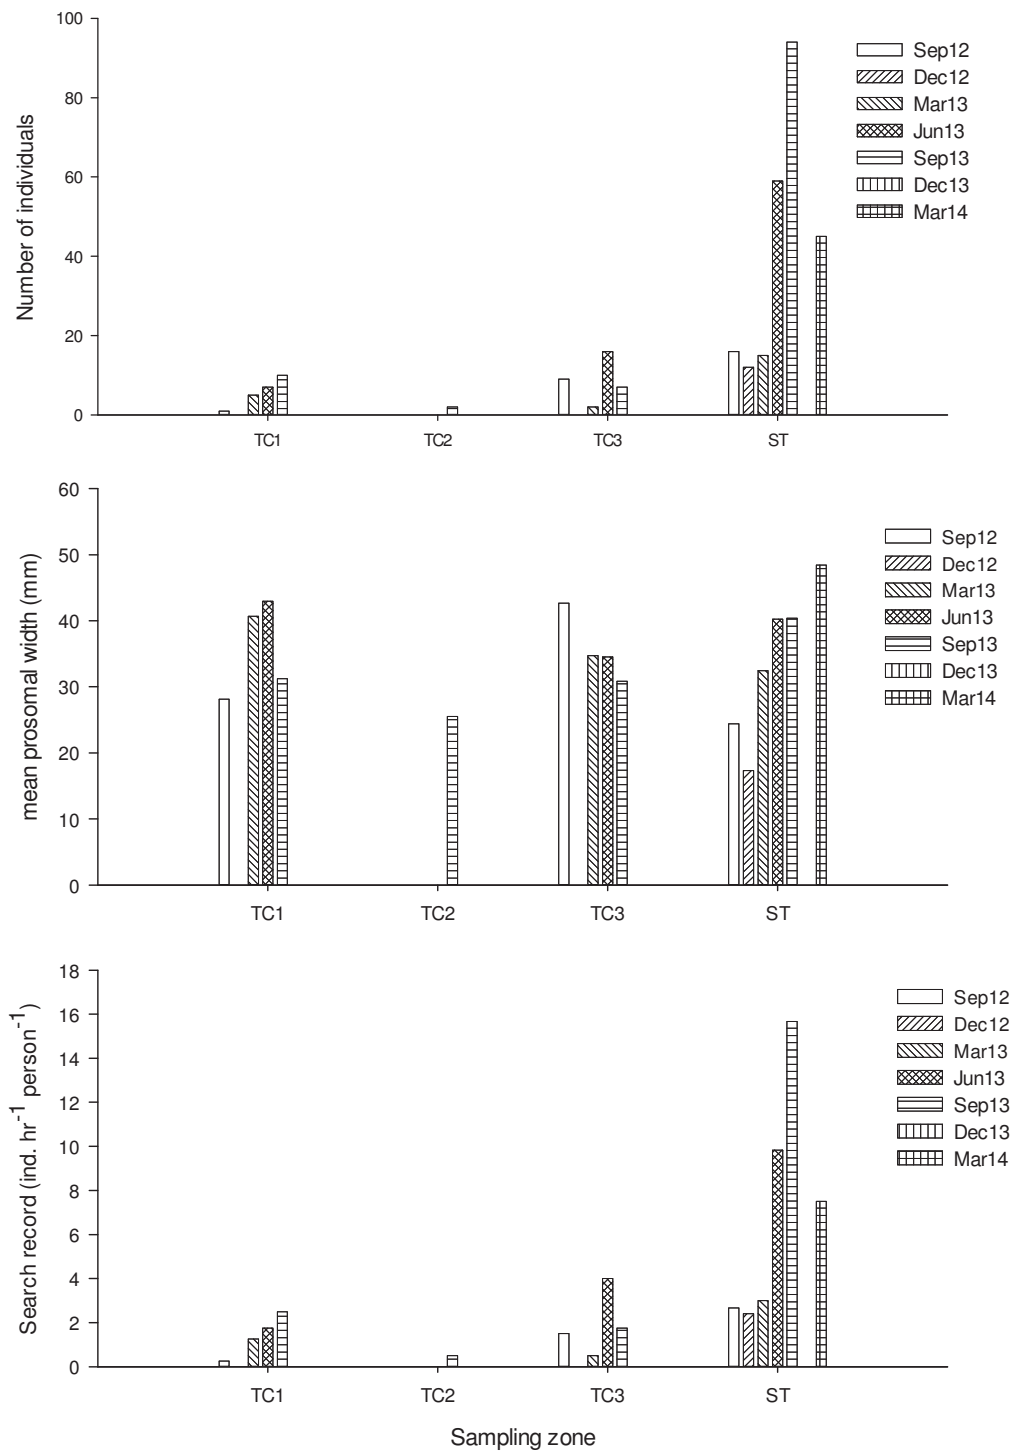 100
80
60
40
20
0
Number of individuals
TC1 TC2 TC3 ST
Sep12
Dec12
Mar13
Jun13
Sep13
Dec13
Mar14
60
50
40
30
20
10
0
mean prosomal width (mm)
TC1 TC2 TC3 ST
Sep12
Dec12
Mar13
Jun13
Sep13
Dec13
Mar14
18
16
14
12
10
8
6
4
2
0
Search record (ind. hr⁻¹ person⁻¹)
TC1 TC2 TC3 ST
Sep12
Dec12
Mar13
Jun13
Sep13
Dec13
Mar14
Sampling zone